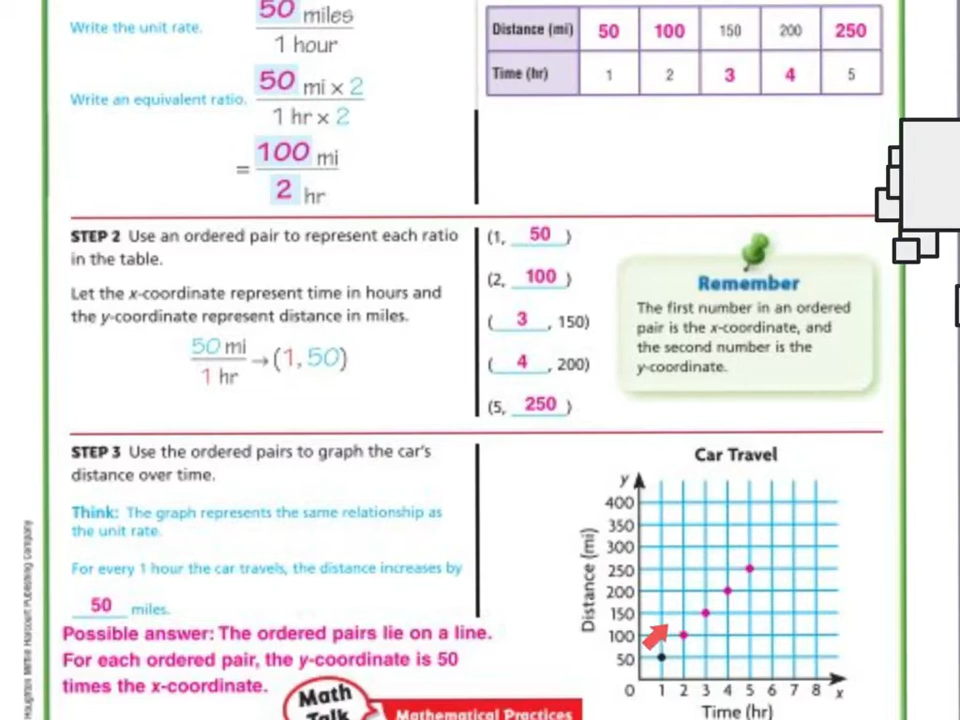 Write the unit rate.
50 miles
1 hour
Write an equivalent ratio.
50 mi × 2
1 hr × 2
= 100 mi
2 hr
Distance (mi) 50 100 150 200 250
Time (hr) 1 2 3 4 5
STEP 2 Use an ordered pair to represent each ratio
in the table.
Let the x-coordinate represent time in hours and
the y-coordinate represent distance in miles.
50 mi → (1, 50)
1 hr
(1, 50)
(2, 100)
(3, 150)
(4, 200)
(5, 250)
Remember
The first number in an ordered
pair is the x-coordinate, and
the second number is the
y-coordinate.
STEP 3 Use the ordered pairs to graph the car's
distance over time.
Think: The graph represents the same relationship as
the unit rate.
For every 1 hour the car travels, the distance increases by
50 miles.
Possible answer: The ordered pairs lie on a line.
For each ordered pair, the y-coordinate is 50
times the x-coordinate.
Math
Talk
Mathematical Practices
Car Travel
y
400
350
300
250
200
150
100
50
0 1 2 3 4 5 6 7 8 x
Distance (mi)
Time (hr)
Houghton Mifflin Harcourt Publishing Company